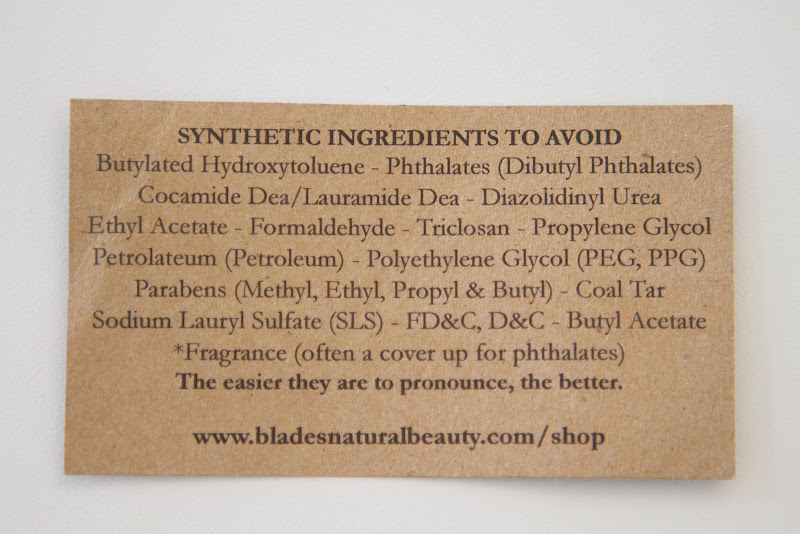 SYNTHETIC INGREDIENTS TO AVOID
Butylated Hydroxytoluene - Phthalates (Dibutyl Phthalates)
Cocamide Dea/Lauramide Dea - Diazolidinyl Urea
Ethyl Acetate - Formaldehyde - Triclosan - Propylene Glycol
Petrolateum (Petroleum) - Polyethylene Glycol (PEG, PPG)
Parabens (Methyl, Ethyl, Propyl & Butyl) - Coal Tar
Sodium Lauryl Sulfate (SLS) - FD&C, D&C - Butyl Acetate
*Fragrance (often a cover up for phthalates)
The easier they are to pronounce, the better.
www.bladesnaturalbeauty.com/shop